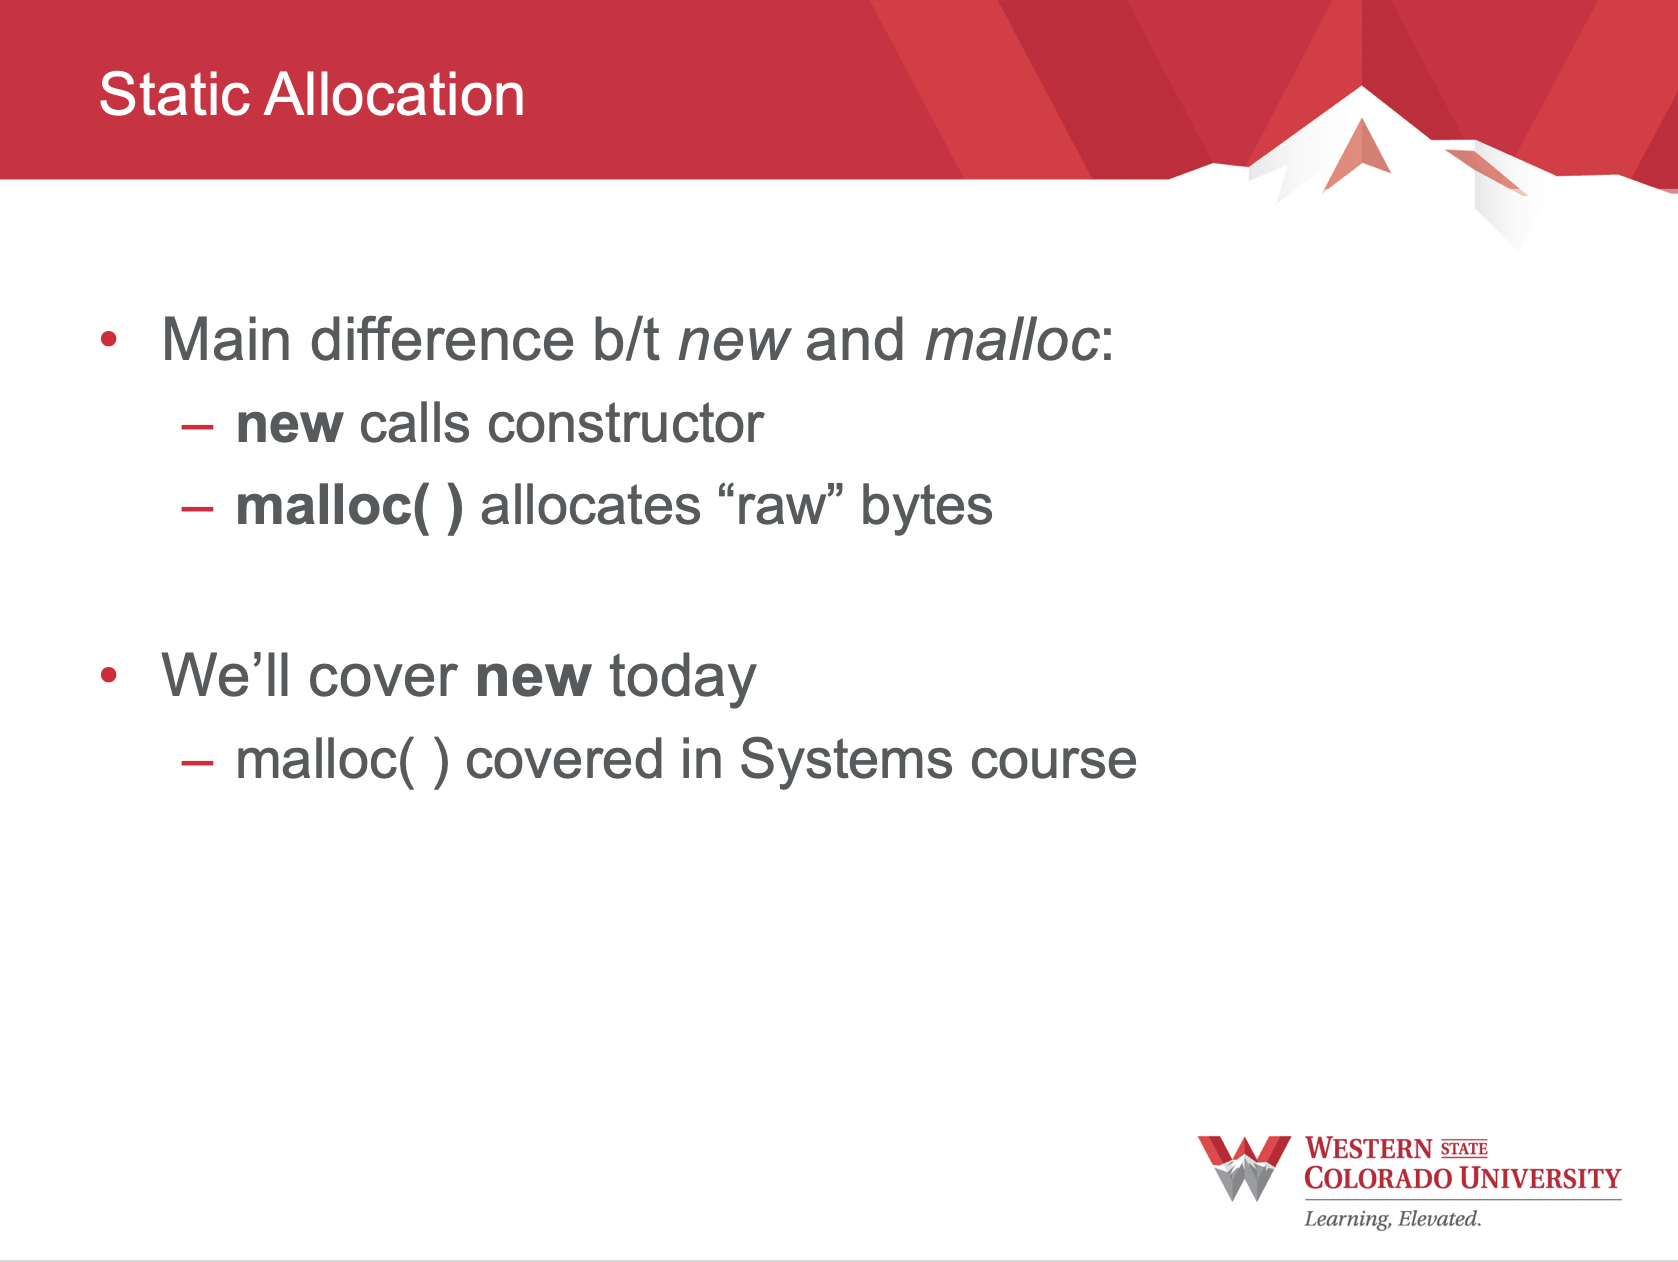 Static Allocation
• Main difference b/t new and malloc:
– new calls constructor
– malloc( ) allocates “raw” bytes
• We’ll cover new today
– malloc( ) covered in Systems course
WESTERN STATE
COLORADO UNIVERSITY
Learning, Elevated.